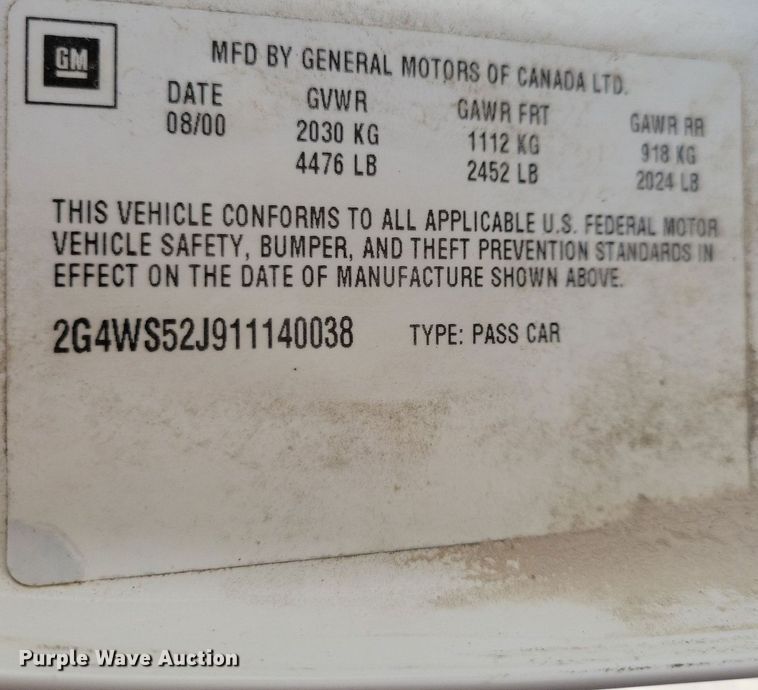 GM
MFD BY GENERAL MOTORS OF CANADA LTD.
DATE GVWR GAWR FRT GAWR RR
08/00 2030 KG 1112 KG 918 KG
4476 LB 2452 LB 2024 LB
THIS VEHICLE CONFORMS TO ALL APPLICABLE U.S. FEDERAL MOTOR
VEHICLE SAFETY, BUMPER, AND THEFT PREVENTION STANDARDS IN
EFFECT ON THE DATE OF MANUFACTURE SHOWN ABOVE.
2G4WS52J911140038 TYPE: PASS CAR
Purple Wave Auction